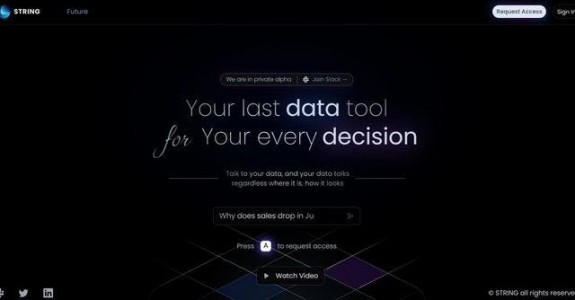 STRING Future Request Access Sign In
We are in private alpha Join Slack
Your last data tool
for Your every decision
Talk to your data, and your data talks
regardless where it is, how it looks
Why does sales drop in Ju
Press A to request access
Watch Video
© STRING all rights reserve